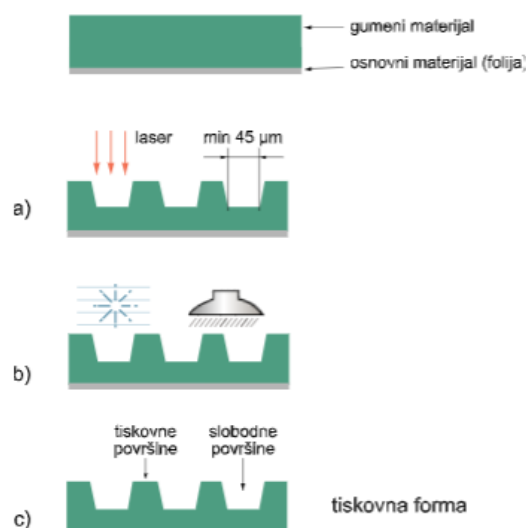 gumeni materijal
osnovni materijal (folija)
laser
min 45 µm
a)
b)
tiskovne površine
slobodne površine
c)
tiskovna forma